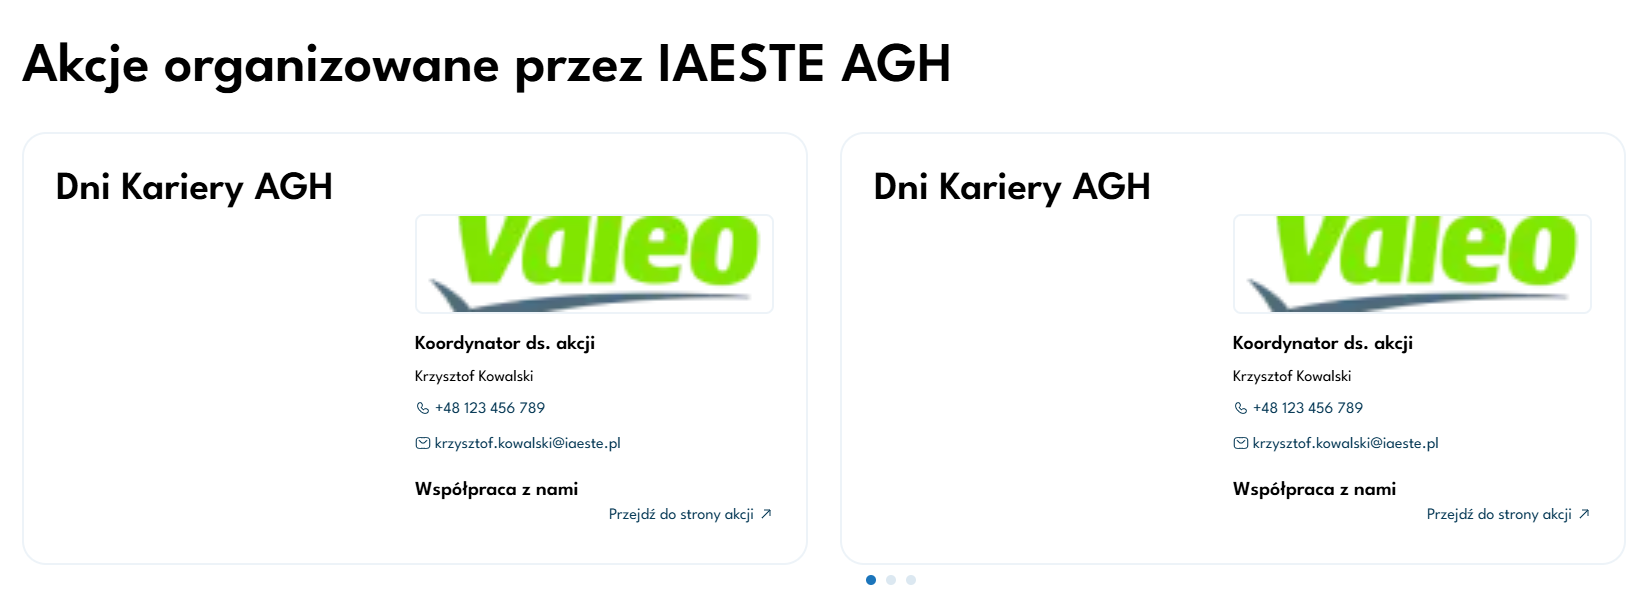 Akcje organizowane przez IAESTE AGH
Dni Kariery AGH
Valeo
Koordynator ds. akcji
Krzysztof Kowalski
+48 123 456 789
krzysztof.kowalski@iaeste.pl
Współpraca z nami
Przejdź do strony akcji
Dni Kariery AGH
Valeo
Koordynator ds. akcji
Krzysztof Kowalski
+48 123 456 789
krzysztof.kowalski@iaeste.pl
Współpraca z nami
Przejdź do strony akcji